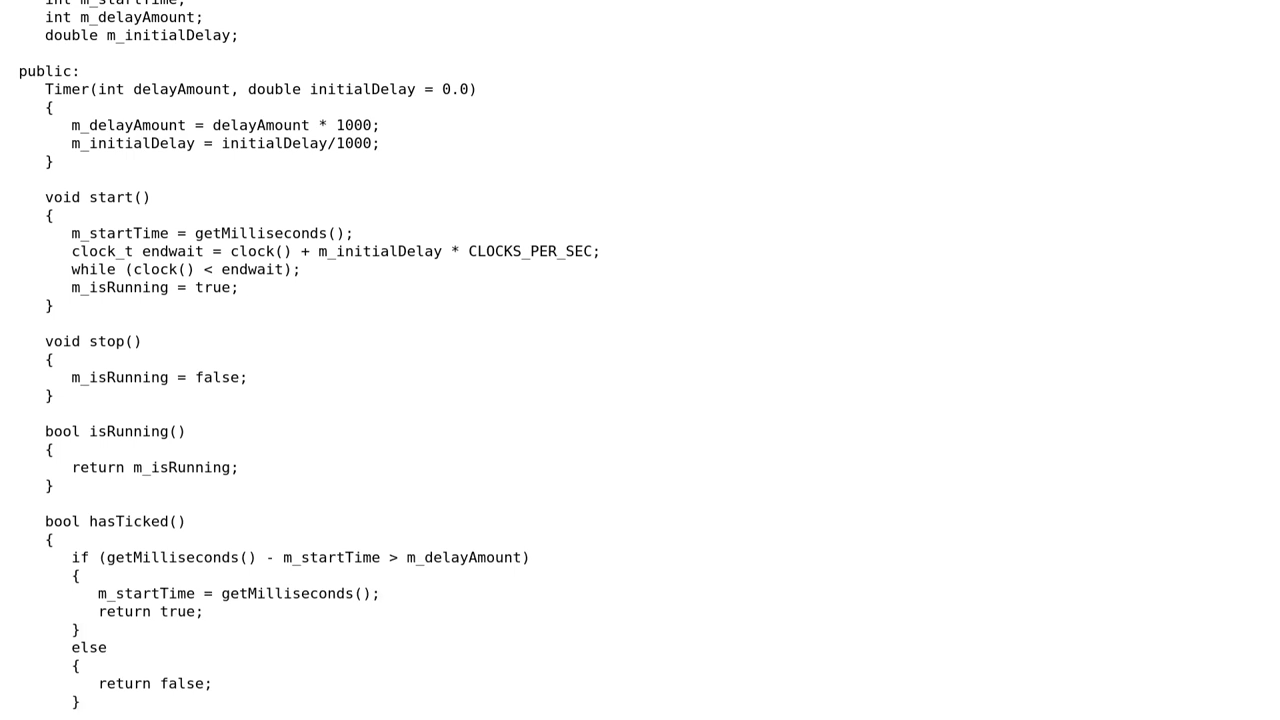 int m_startTime;
int m_delayAmount;
double m_initialDelay;
public:
Timer(int delayAmount, double initialDelay = 0.0)
{
m_delayAmount = delayAmount * 1000;
m_initialDelay = initialDelay/1000;
}
void start()
{
m_startTime = getMilliseconds();
clock_t endwait = clock() + m_initialDelay * CLOCKS_PER_SEC;
while (clock() < endwait);
m_isRunning = true;
}
void stop()
{
m_isRunning = false;
}
bool isRunning()
{
return m_isRunning;
}
bool hasTicked()
{
if (getMilliseconds() - m_startTime > m_delayAmount)
{
m_startTime = getMilliseconds();
return true;
}
else
{
return false;
}